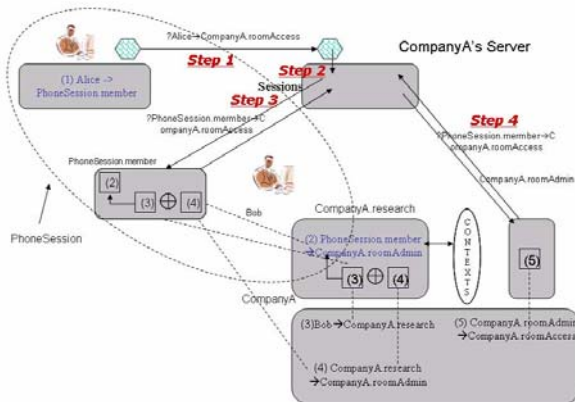 ?Alice→CompanyA.roomAccess
CompanyA's Server
Step 1
Step 2
(1) Alice ->
PhoneSession.member
Sessions
Step 3
Step 4
?PhoneSession.mermber→C
ompanyA.roomAccess
?PhoneSession.member→C
ompanyA.roomAccess
PhoneSession.member
CompanyA.roomAdmin
(2)
(3)
(4)
Bob
CompanyA.research
PhoneSession
(2) PhoneSession.member
→CompanyA.roomAdmin
CONTEXTS
(3)
(4)
(5)
CompanyA
(3)Bob→CompanyA.research
(5) CompanyA.roomAdmin
→CompanyA.roomAccess
(4) CompanyA.research
→CompanyA.roomAdmin